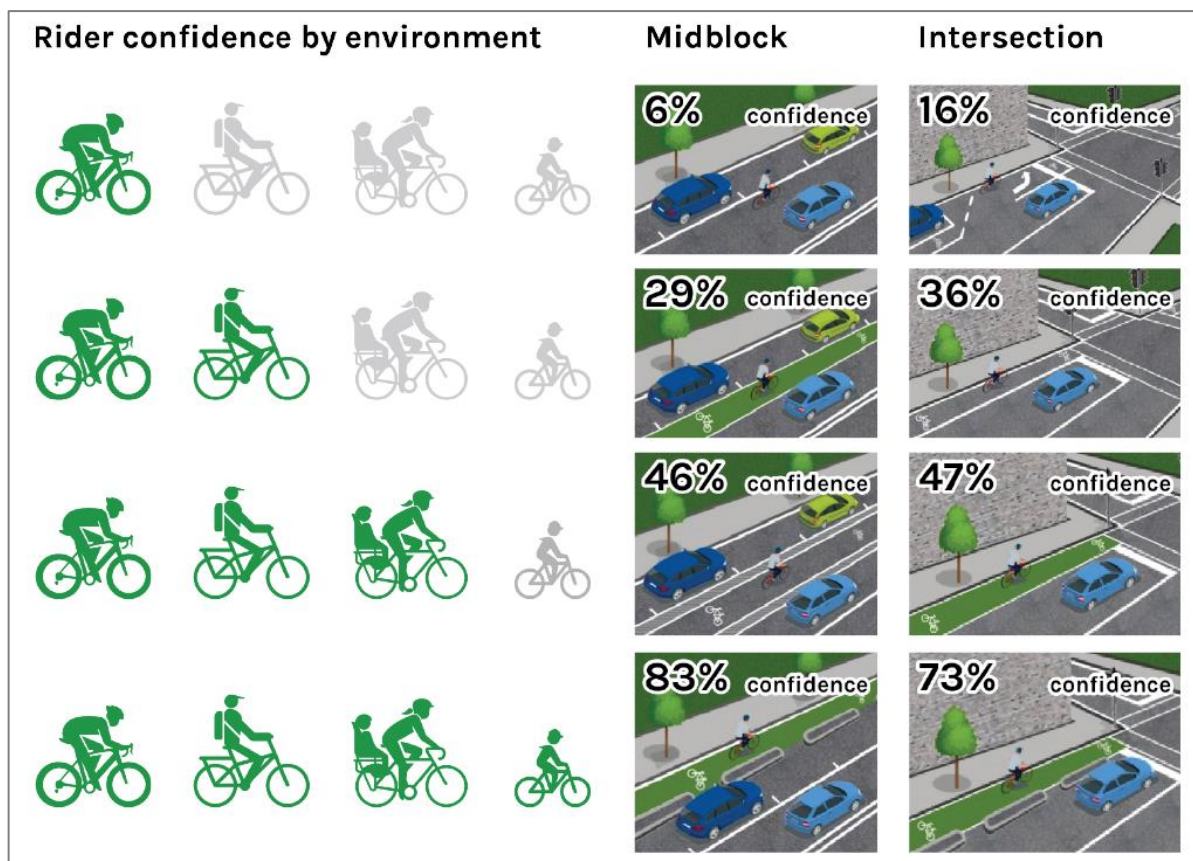 Rider confidence by environment
Midblock
Intersection
6% confidence
16% confidence
29% confidence
36% confidence
46% confidence
47% confidence
83% confidence
73% confidence